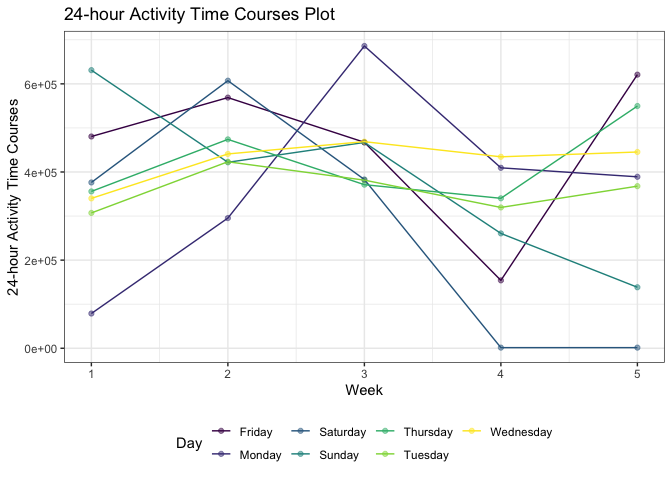 24-hour Activity Time Courses Plot
24-hour Activity Time Courses
6e+05
4e+05
2e+05
0e+00
1 2 3 4 5
Week
Day
Friday Saturday Thursday Wednesday
Monday Sunday Tuesday